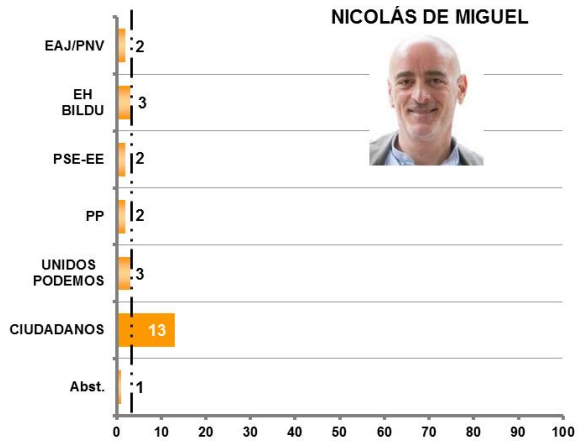 NICOLÁS DE MIGUEL
EAJ/PNV 2
EH
BILDU 3
PSE-EE 2
PP 2
UNIDOS
PODEMOS 3
CIUDADANOS 13
Abst. 1
0 10 20 30 40 50 60 70 80 90 100